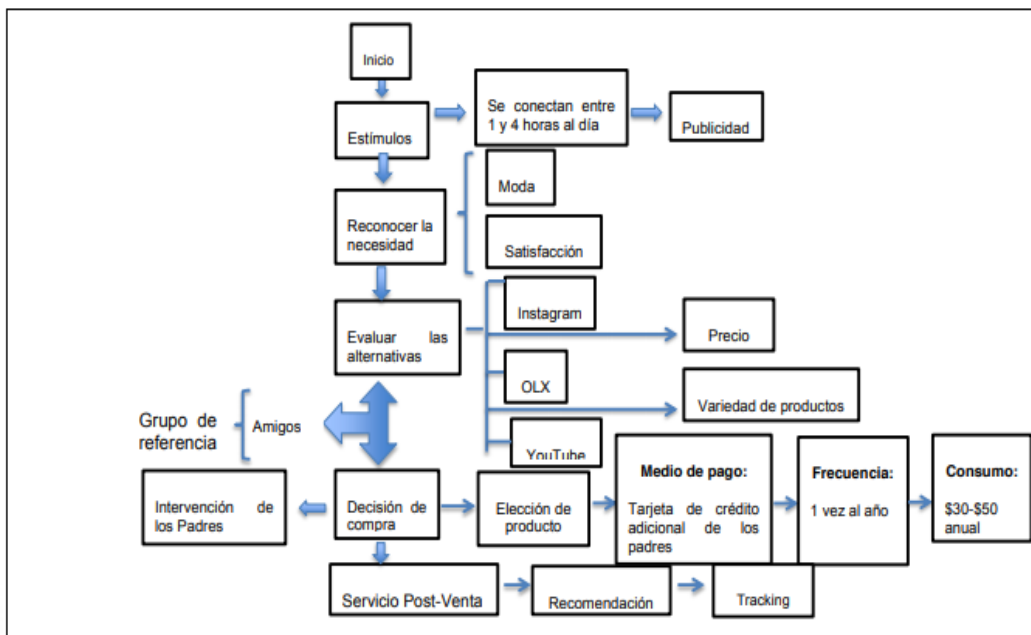 Inicio
Estímulos
Se conectan entre
1 y 4 horas al día
Publicidad
Reconocer la
necesidad
Moda
Satisfacción
Evaluar las
alternativas
Instagram
Precio
OLX
Variedad de productos
YouTube
Grupo de
referencia
Amigos
Intervención de
los Padres
Decisión de
compra
Elección de
producto
Medio de pago:
Tarjeta de crédito
adicional de los
padres
Frecuencia:
1 vez al año
Consumo:
$30-$50
anual
Servicio Post-Venta
Recomendación
Tracking